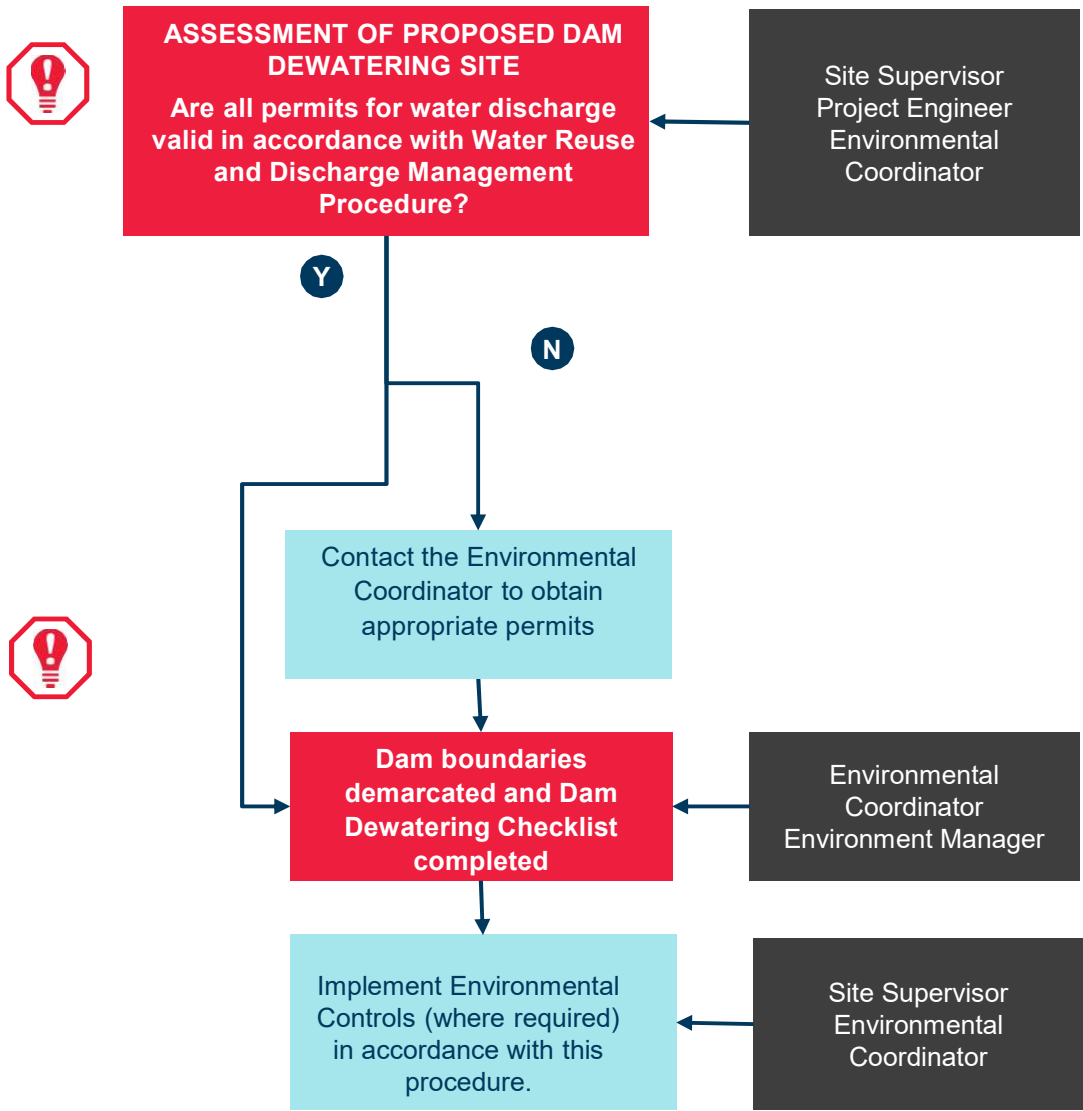 ASSESSMENT OF PROPOSED DAM
DEWATERING SITE
Are all permits for water discharge
valid in accordance with Water Reuse
and Discharge Management
Procedure?
Site Supervisor
Project Engineer
Environmental
Coordinator
Y
N
Contact the Environmental
Coordinator to obtain
appropriate permits
Dam boundaries
demarcated and Dam
Dewatering Checklist
completed
Environmental
Coordinator
Environment Manager
Implement Environmental
Controls (where required)
in accordance with this
procedure.
Site Supervisor
Environmental
Coordinator